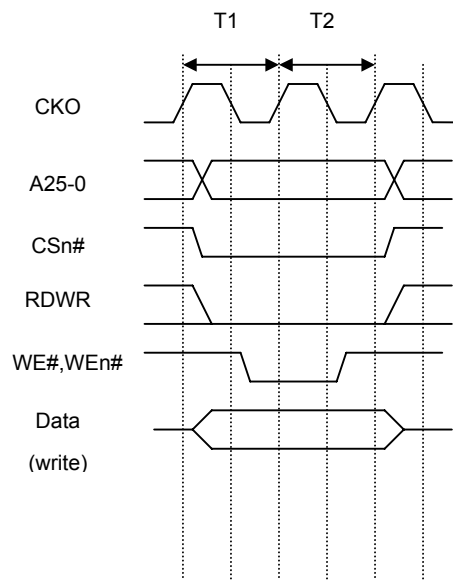 T1 T2
CKO
A25-0
CSn#
RDWR
WE#,WEn#
Data
(write)